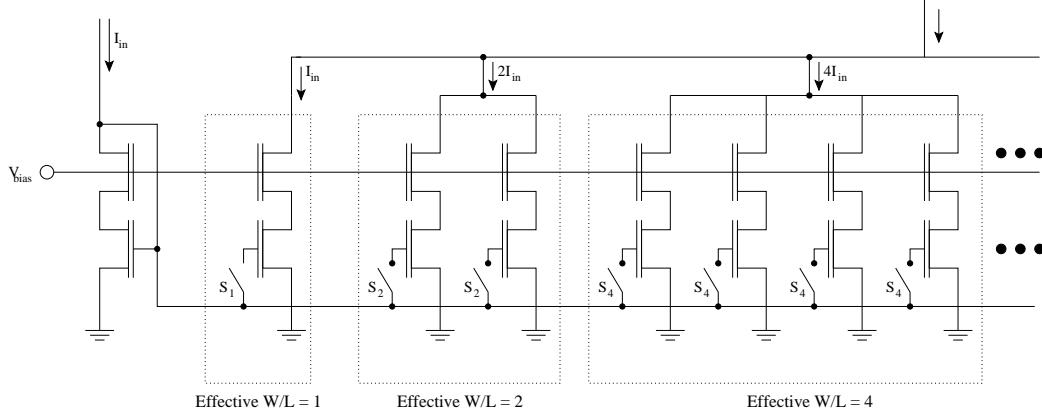 I_in
I_in
2I_in
4I_in
V_bias
S_1
S_2
S_2
S_4
S_4
S_4
S_4
Effective W/L = 1
Effective W/L = 2
Effective W/L = 4